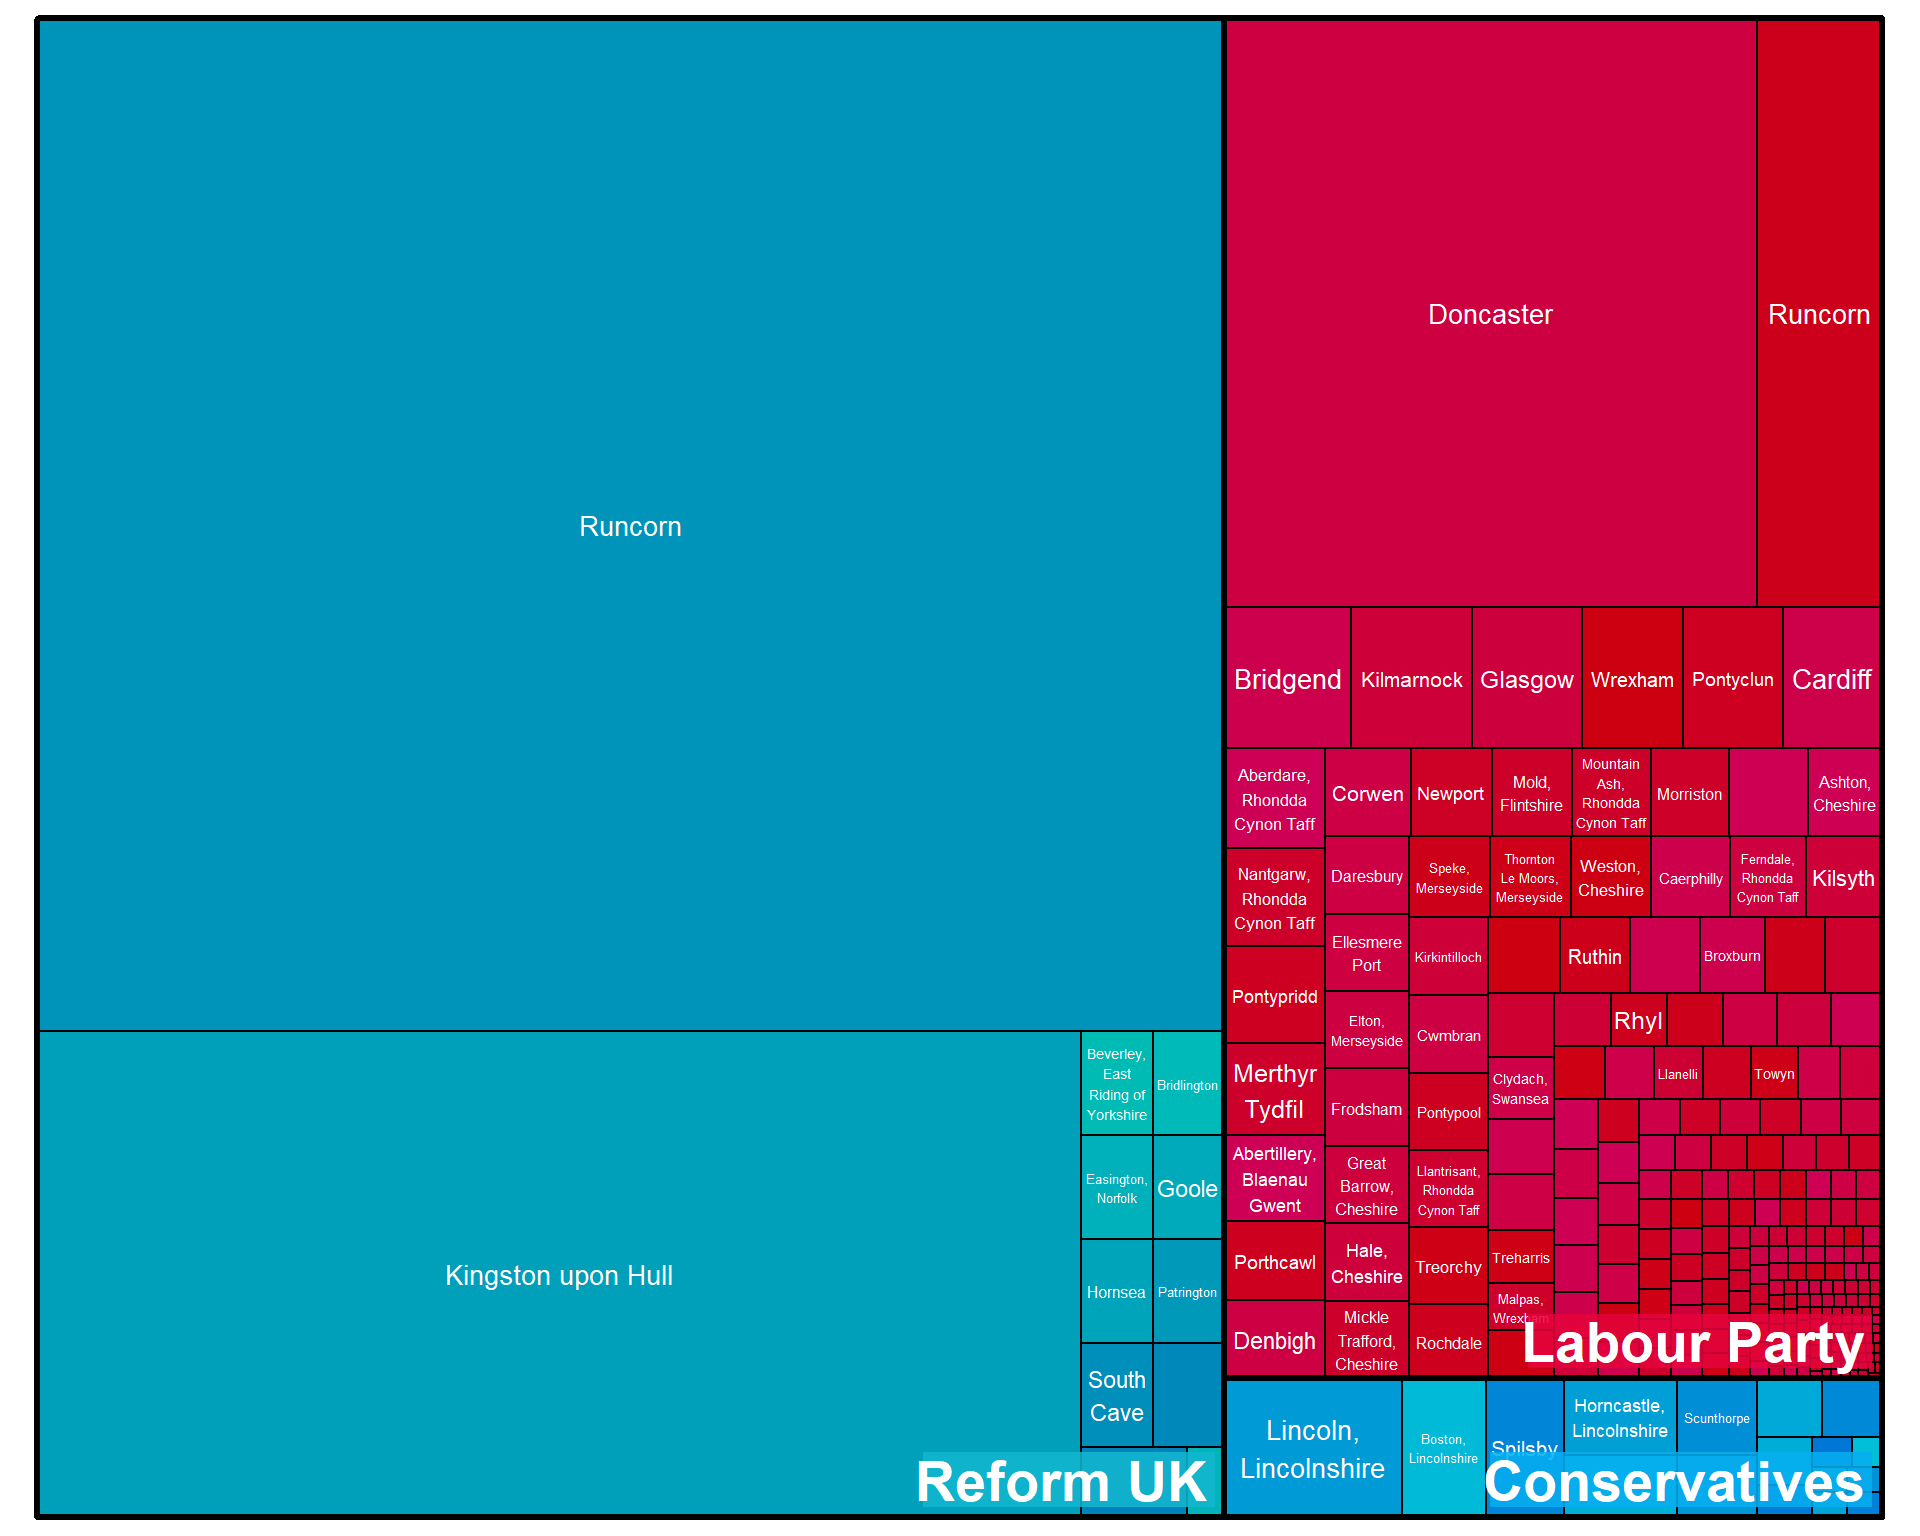 Runcorn
Kingston upon Hull
Beverley,
East
Riding of
Yorkshire
Bridlington
Easington,
Norfolk
Goole
Hornsea
Patrington
South
Cave
Reform UK
Doncaster
Runcorn
Bridgend
Kilmarnock
Glasgow
Wrexham
Pontyclun
Cardiff
Aberdare,
Rhondda
Cynon Taff
Nantgarw,
Rhondda
Cynon Taff
Pontypridd
Merthyr
Tydfil
Abertillery,
Blaenau
Gwent
Porthcawl
Denbigh
Corwen
Newport
Mold,
Flintshire
Mountain
Ash,
Rhondda
Cynon Taff
Morriston
Ashton,
Cheshire
Daresbury
Speke,
Merseyside
Thornton
Le Moors,
Merseyside
Weston,
Cheshire
Caerphilly
Ferndale,
Rhondda
Cynon Taff
Kilsyth
Ellesmere
Port
Elton,
Merseyside
Frodsham
Great
Barrow,
Cheshire
Hale,
Cheshire
Mickle
Trafford,
Cheshire
Kirkintilloch
Cwmbran
Pontypool
Llantrisant,
Rhondda
Cynon Taff
Treorchy
Rochdale
Ruthin
Broxburn
Rhyl
Clydach,
Swansea
Llanelli
Towyn
Treharris
Malpas,
Wrexham
Labour Party
Lincoln,
Lincolnshire
Boston,
Lincolnshire
Spilsby
Horncastle,
Lincolnshire
Scunthorpe
Conservatives